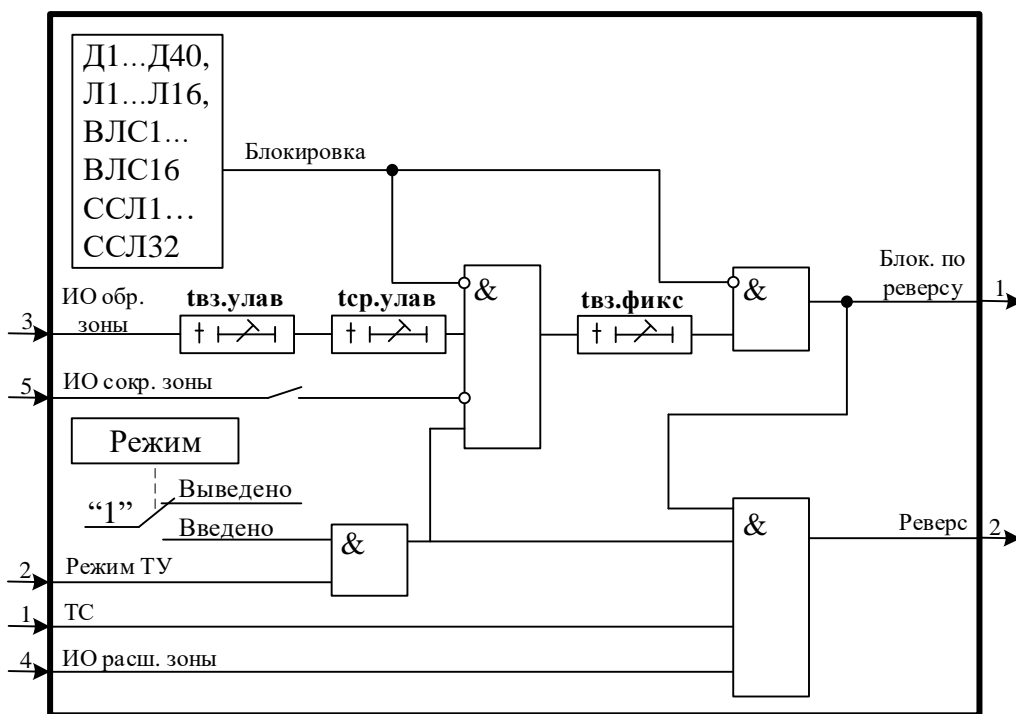 Д1...Д40,
Л1...Л16,
ВЛС1...
ВЛС16
ССЛ1...
ССЛ32
Блокировка
ИО обр.
зоны
3
tвз.улав
tср.улав
&
tвз.фикс
&
Блок. по
реверсу
1
5
ИО сокр. зоны
Режим
“1”
Выведено
Введено
&
2
Режим ТУ
&
Реверс
2
1
ТС
4
ИО расш. зоны